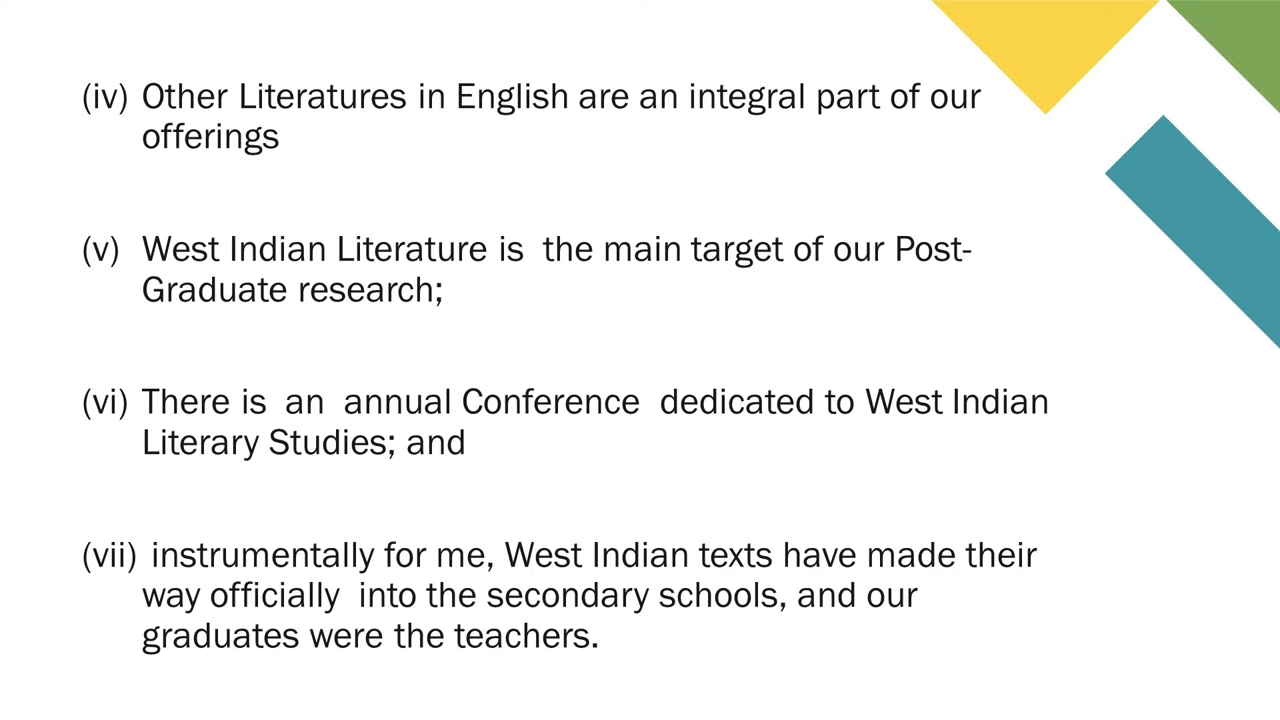 (iv) Other Literatures in English are an integral part of our
offerings
(v) West Indian Literature is  the main target of our Post-
Graduate research;
(vi) There is  an  annual Conference  dedicated to West Indian
Literary Studies; and
(vii) instrumentally for me, West Indian texts have made their
way officially  into the secondary schools, and our
graduates were the teachers.